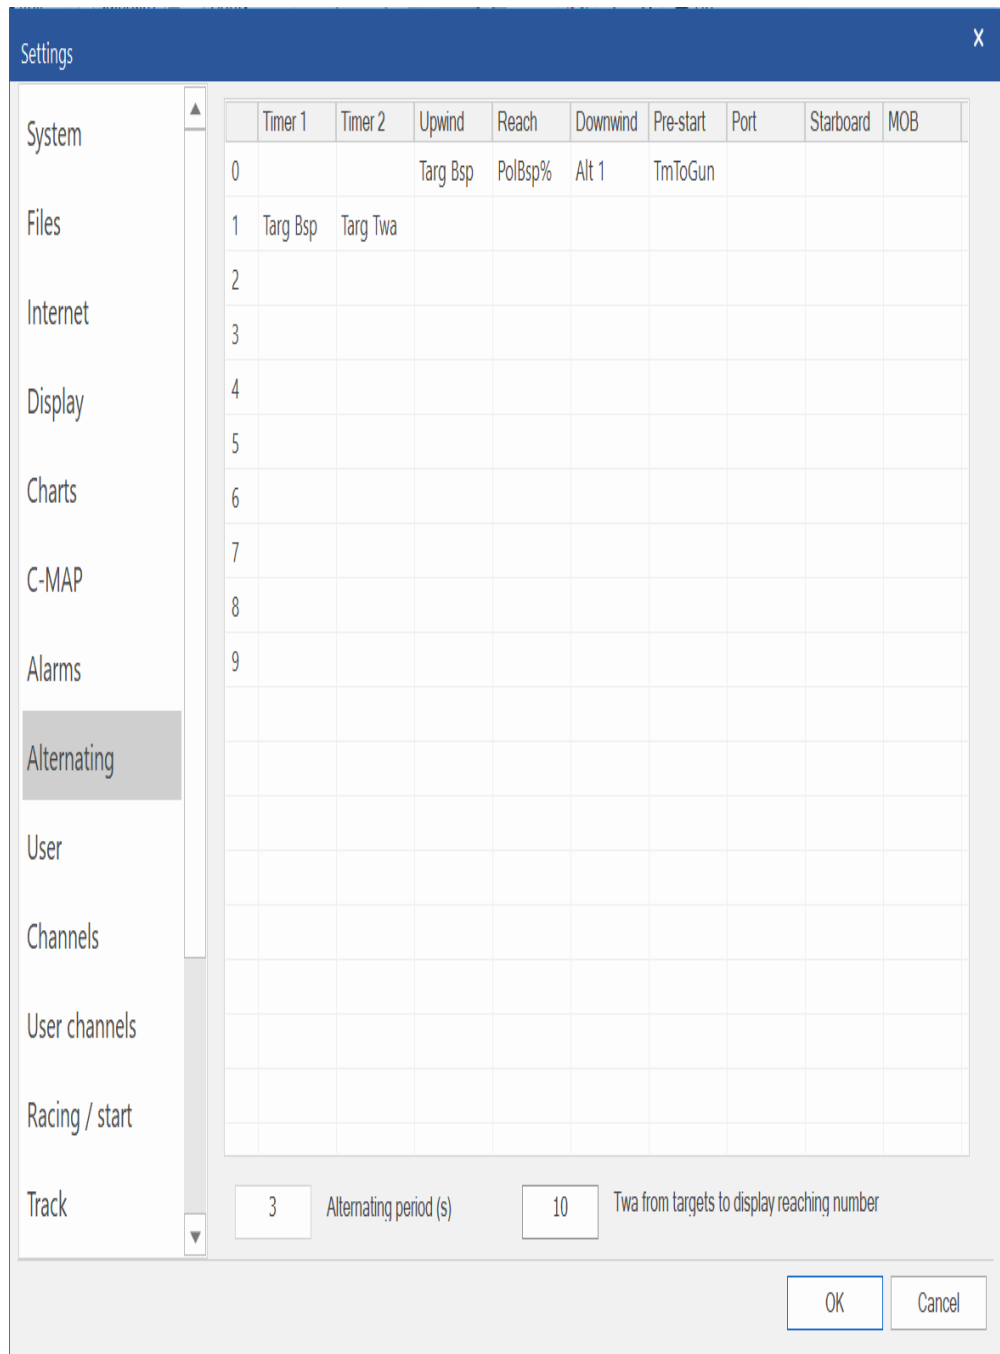 Settings
x
System
Files
Internet
Display
Charts
C-MAP
Alarms
Alternating
User
Channels
User channels
Racing / start
Track
Timer 1 Timer 2 Upwind Reach Downwind Pre-start Port Starboard MOB
0 Targ Bsp PolBsp% Alt 1 TmToGun
1 Targ Bsp Targ Twa
2
3
4
5
6
7
8
9
3 Alternating period (s) 10 Twa from targets to display reaching number
OK Cancel